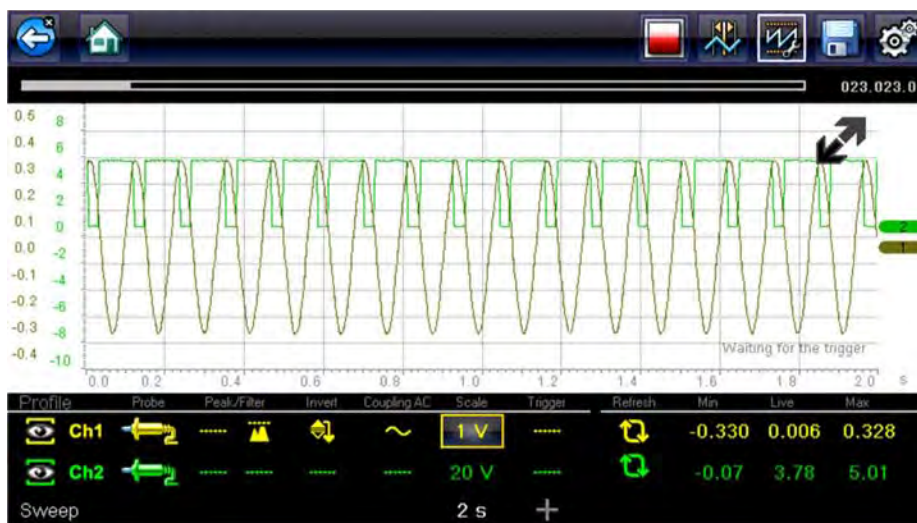 023.023.0
0.5 8
0.4 6
0.3 4
0.2 2
0.1 0
0.0 -2
-0.1 -4
-0.2 -6
-0.3 -8
-0.4 -10
2
1
Waiting for the trigger
0.0 0.2 0.4 0.6 0.8 1.0 1.2 1.4 1.6 1.8 2.0 s
Profile Probe Peak/Filter Invert Coupling AC Scale Trigger Refresh Min Live Max
Ch1 ----- 1 V ----- -0.330 0.006 0.328
Ch2 ----- ----- ----- ----- 20 V ----- -0.07 3.78 5.01
Sweep 2 s +